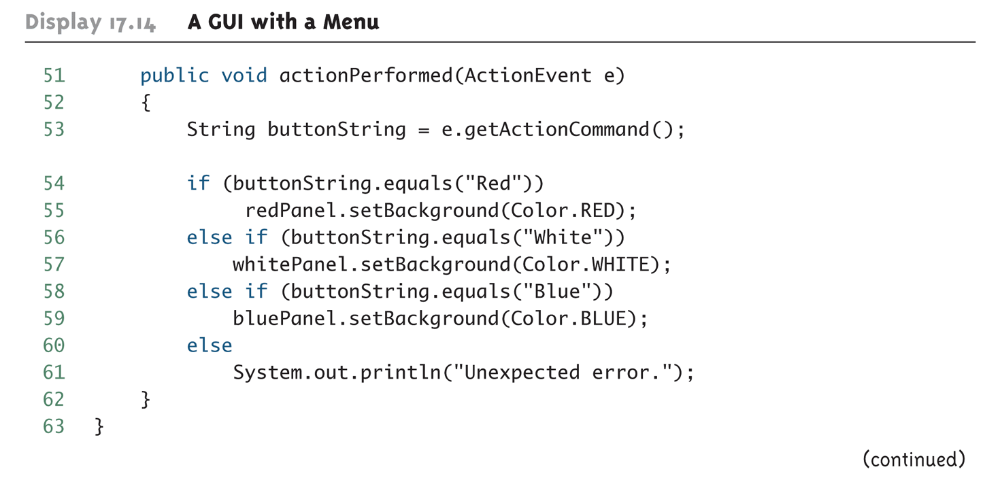 Display 17.14 A GUI with a Menu
51 public void actionPerformed(ActionEvent e)
52 {
53 String buttonString = e.getActionCommand();
54 if (buttonString.equals("Red"))
55 redPanel.setBackground(Color.RED);
56 else if (buttonString.equals("White"))
57 whitePanel.setBackground(Color.WHITE);
58 else if (buttonString.equals("Blue"))
59 bluePanel.setBackground(Color.BLUE);
60 else
61 System.out.println("Unexpected error.");
62 }
63 }
(continued)